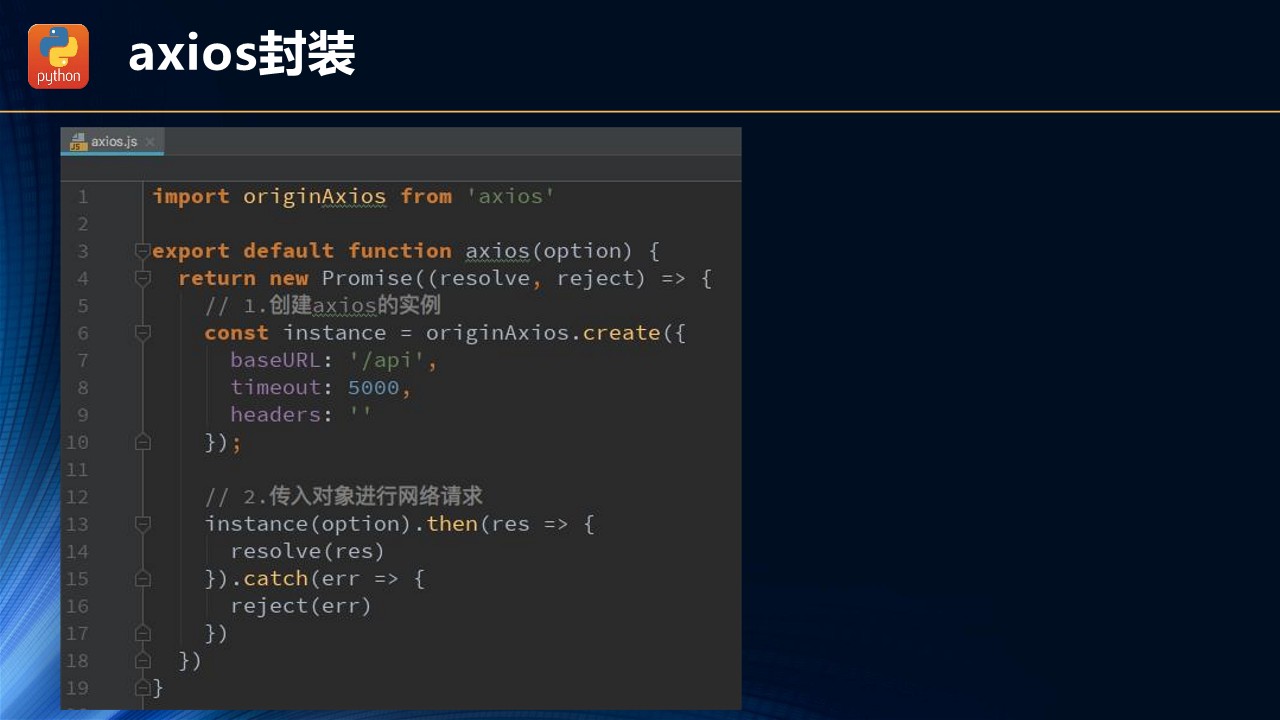 python
axios封装
axios.js
1 import originAxios from 'axios'
2
3 export default function axios(option) {
4 return new Promise((resolve, reject) => {
5 // 1.创建axios的实例
6 const instance = originAxios.create({
7 baseURL: '/api',
8 timeout: 5000,
9 headers: ''
10 });
11
12 // 2.传入对象进行网络请求
13 instance(option).then(res => {
14 resolve(res)
15 }).catch(err => {
16 reject(err)
17 })
18 })
19 }